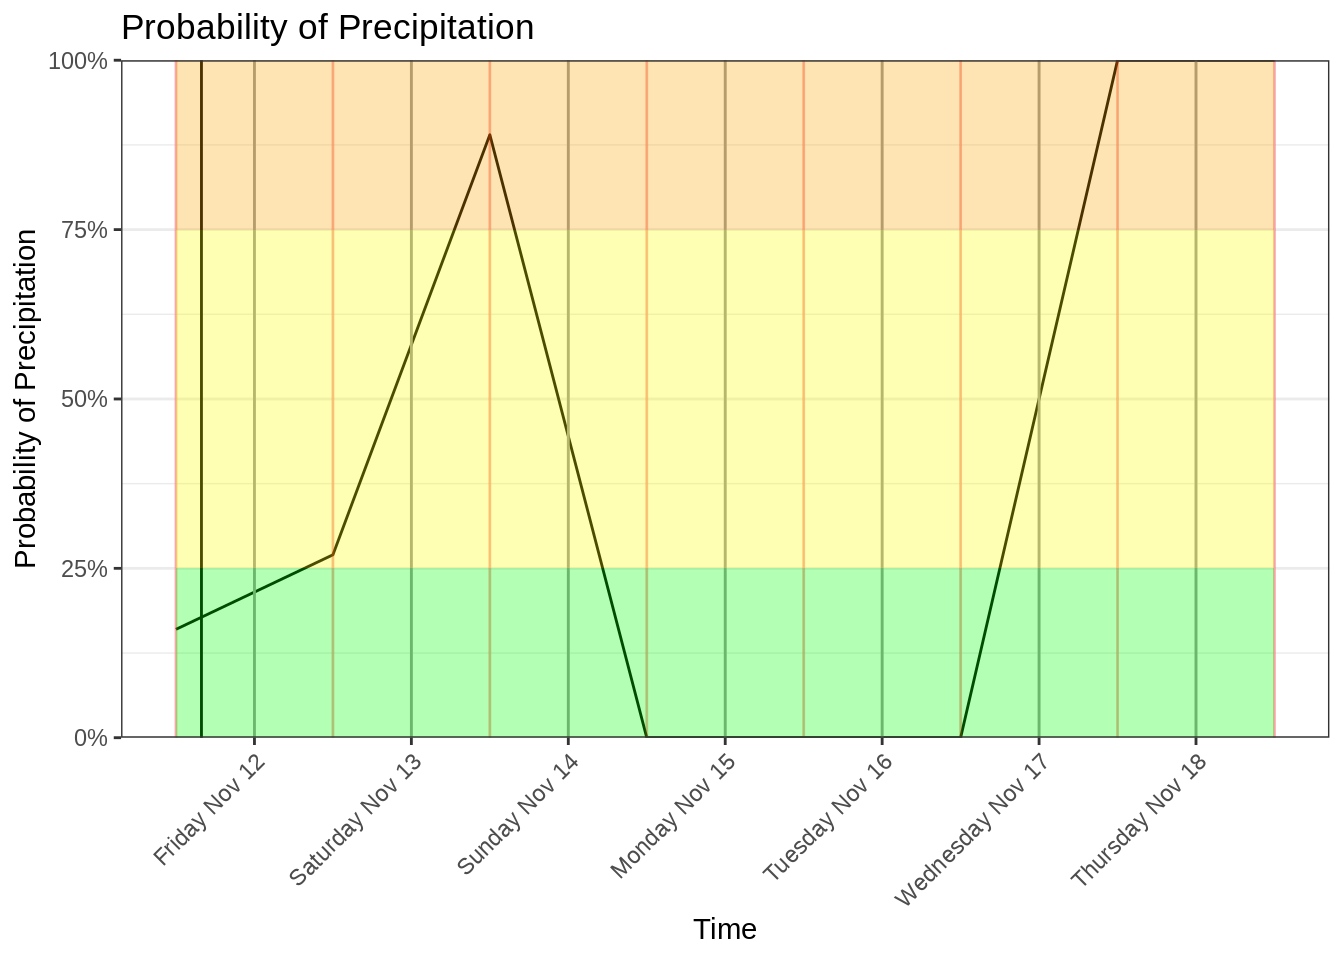 Probability of Precipitation
100%
75%
50%
25%
0%
Probability of Precipitation
Friday Nov 12
Saturday Nov 13
Sunday Nov 14
Monday Nov 15
Tuesday Nov 16
Wednesday Nov 17
Thursday Nov 18
Time